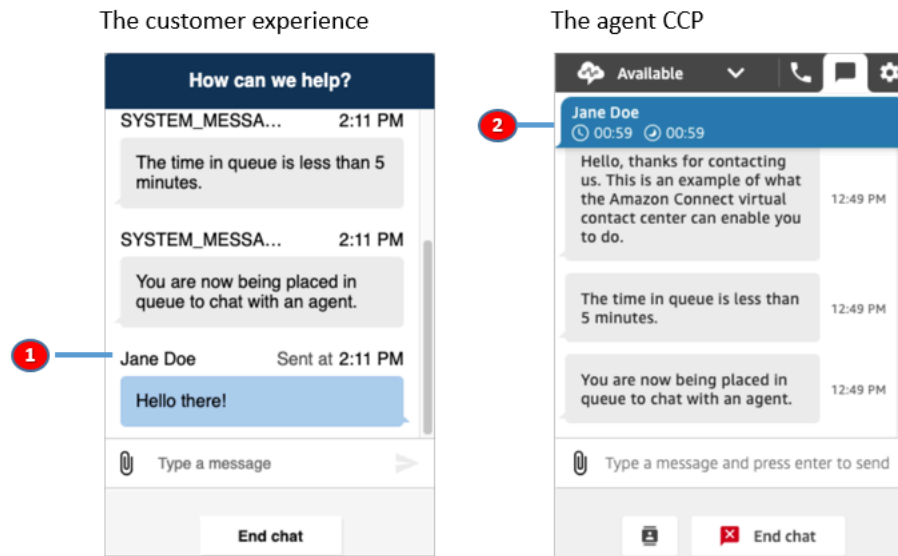 The customer experience
The agent CCP
How can we help?
SYSTEM_MESSA... 2:11 PM
The time in queue is less than 5
minutes.
SYSTEM_MESSA... 2:11 PM
You are now being placed in
queue to chat with an agent.
1
Jane Doe Sent at 2:11 PM
Hello there!
Type a message
End chat
Available
2
Jane Doe
00:59 00:59
Hello, thanks for contacting
us. This is an example of what
the Amazon Connect virtual
contact center can enable you
to do.
12:49 PM
The time in queue is less than
5 minutes.
12:49 PM
You are now being placed in
queue to chat with an agent.
12:49 PM
Type a message and press enter to send
End chat